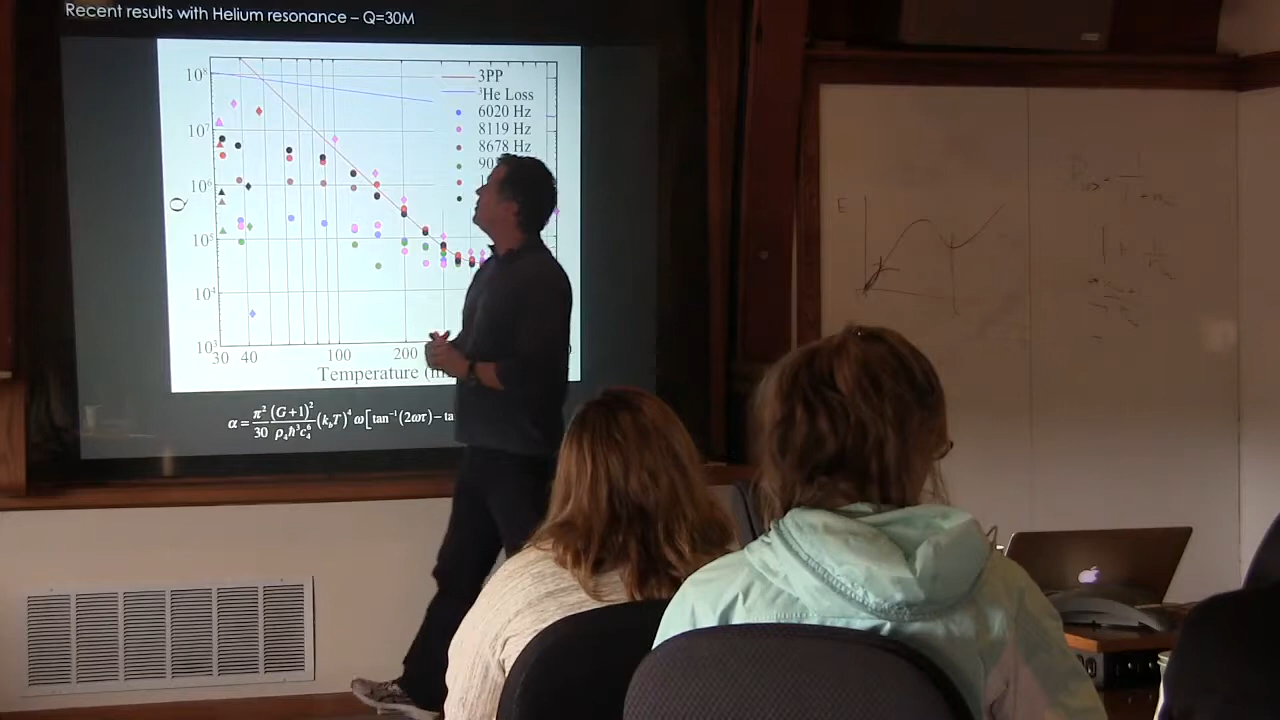 Recent results with Helium resonance – Q=30M
10⁸
10⁷
10⁶
10⁵
10⁴
10³
Q
3PP
³He Loss
6020 Hz
8119 Hz
8678 Hz
30 40 100 200
Temperature
α = π²/30 (G+1)²/ρ₄ħ³c₄⁶ (k_bT)⁴ ω[tan⁻¹(2ωτ)−ta
E